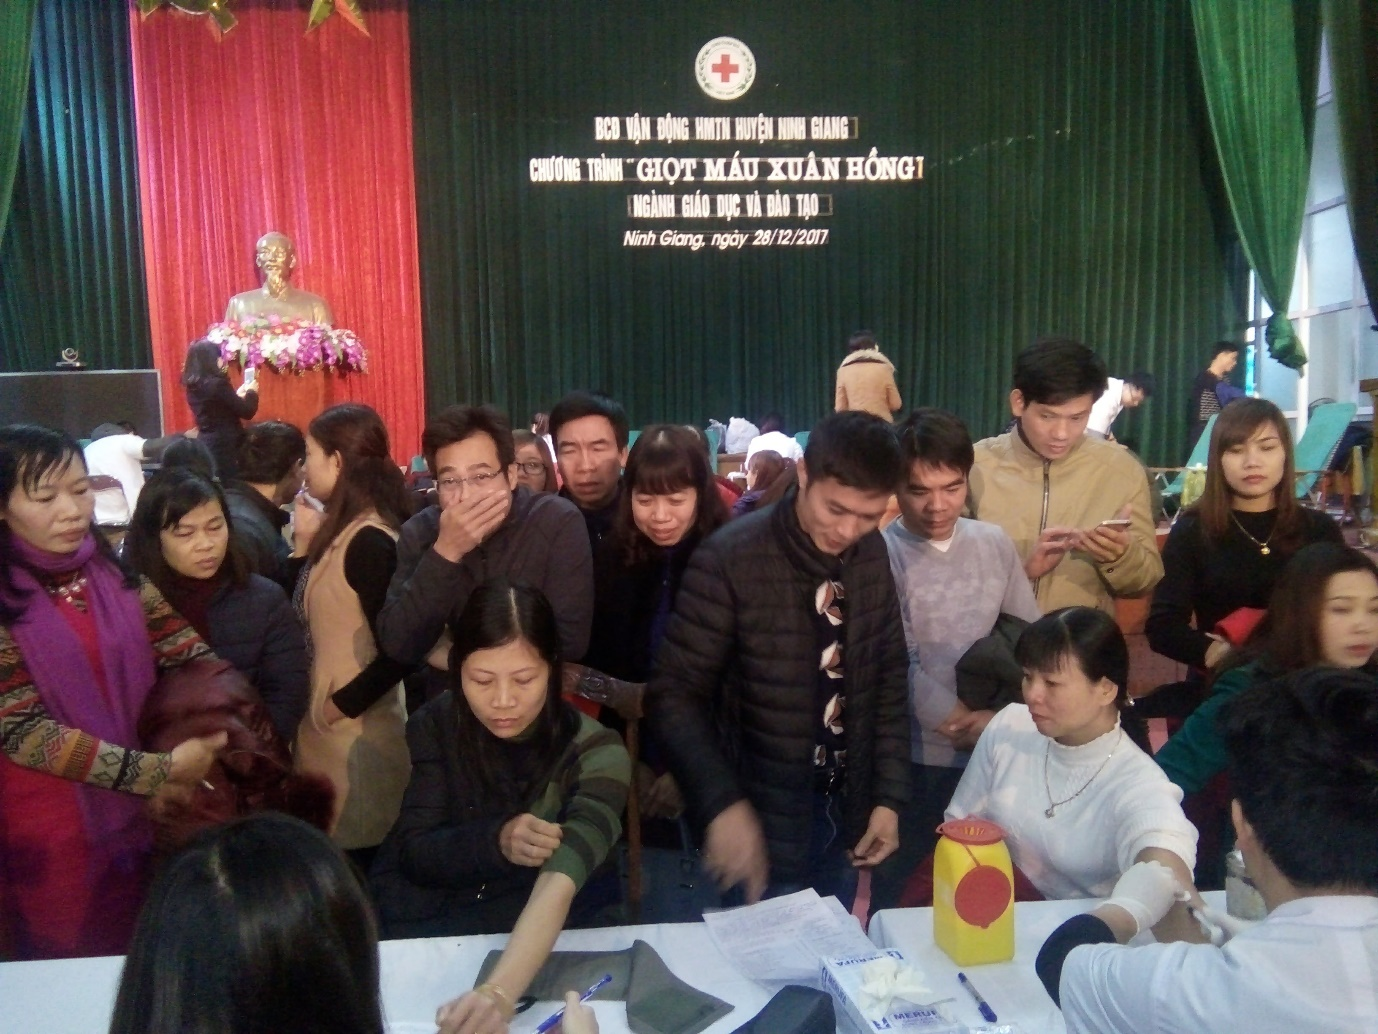 BCĐ VẬN ĐỘNG HMTN HUYỆN NINH GIANG
CHƯƠNG TRÌNH "GIỌT MÁU XUÂN HỒNG"
NGÀNH GIÁO DỤC VÀ ĐÀO TẠO
Ninh Giang, ngày 28/12/2017
MERUFA